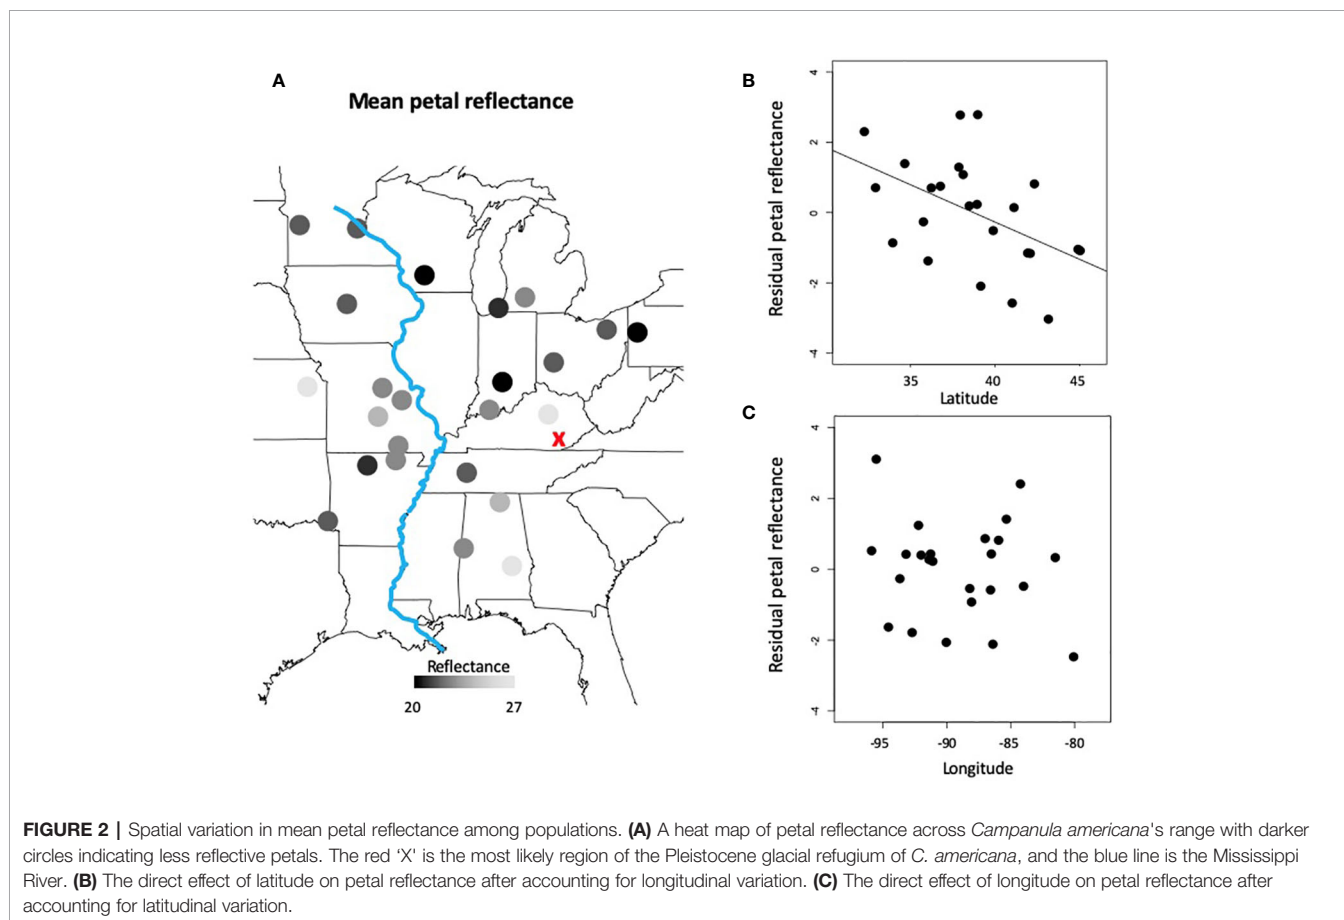 A
Mean petal reflectance
X
Reflectance
20 27
B
Residual petal reflectance
4
2
0
-2
-4
35 40 45
Latitude
C
Residual petal reflectance
4
2
0
-2
-4
-95 -90 -85 -80
Longitude
FIGURE 2 | Spatial variation in mean petal reflectance among populations. (A) A heat map of petal reflectance across Campanula americana's range with darker
circles indicating less reflective petals. The red ‘X' is the most likely region of the Pleistocene glacial refugium of C. americana, and the blue line is the Mississippi
River. (B) The direct effect of latitude on petal reflectance after accounting for longitudinal variation. (C) The direct effect of longitude on petal reflectance after
accounting for latitudinal variation.